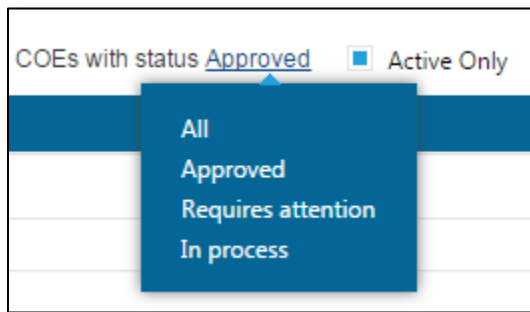 COEs with status Approved Active Only
All
Approved
Requires attention
In process